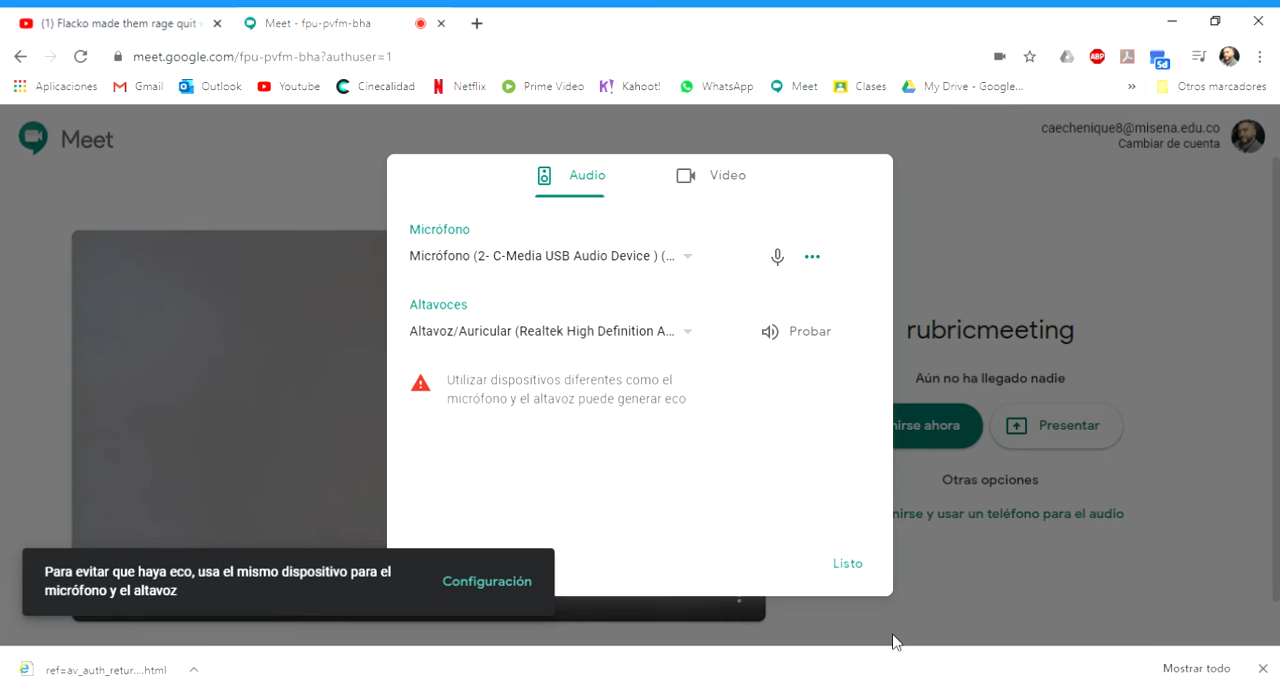 (1) Flacko made them rage quit
Meet - fpu-pvfm-bha
meet.google.com/fpu-pvfm-bha?authuser=1
ABP
5d
Aplicaciones
Gmail
Outlook
Youtube
Cinecalidad
Netflix
Prime Video
K! Kahoot!
WhatsApp
Meet
Clases
My Drive - Google...
»
Otros marcadores
Meet
caechenique8@misena.edu.co
Cambiar de cuenta
Audio
Video
Micrófono
Micrófono (2- C-Media USB Audio Device ) (...
Altavoces
Altavoz/Auricular (Realtek High Definition A...
Probar
Utilizar dispositivos diferentes como el
micrófono y el altavoz puede generar eco
Listo
rubricmeeting
Aún no ha llegado nadie
nirse ahora
Presentar
Otras opciones
nirse y usar un teléfono para el audio
Para evitar que haya eco, usa el mismo dispositivo para el
micrófono y el altavoz
Configuración
ref=av_auth_retur....html
Mostrar todo